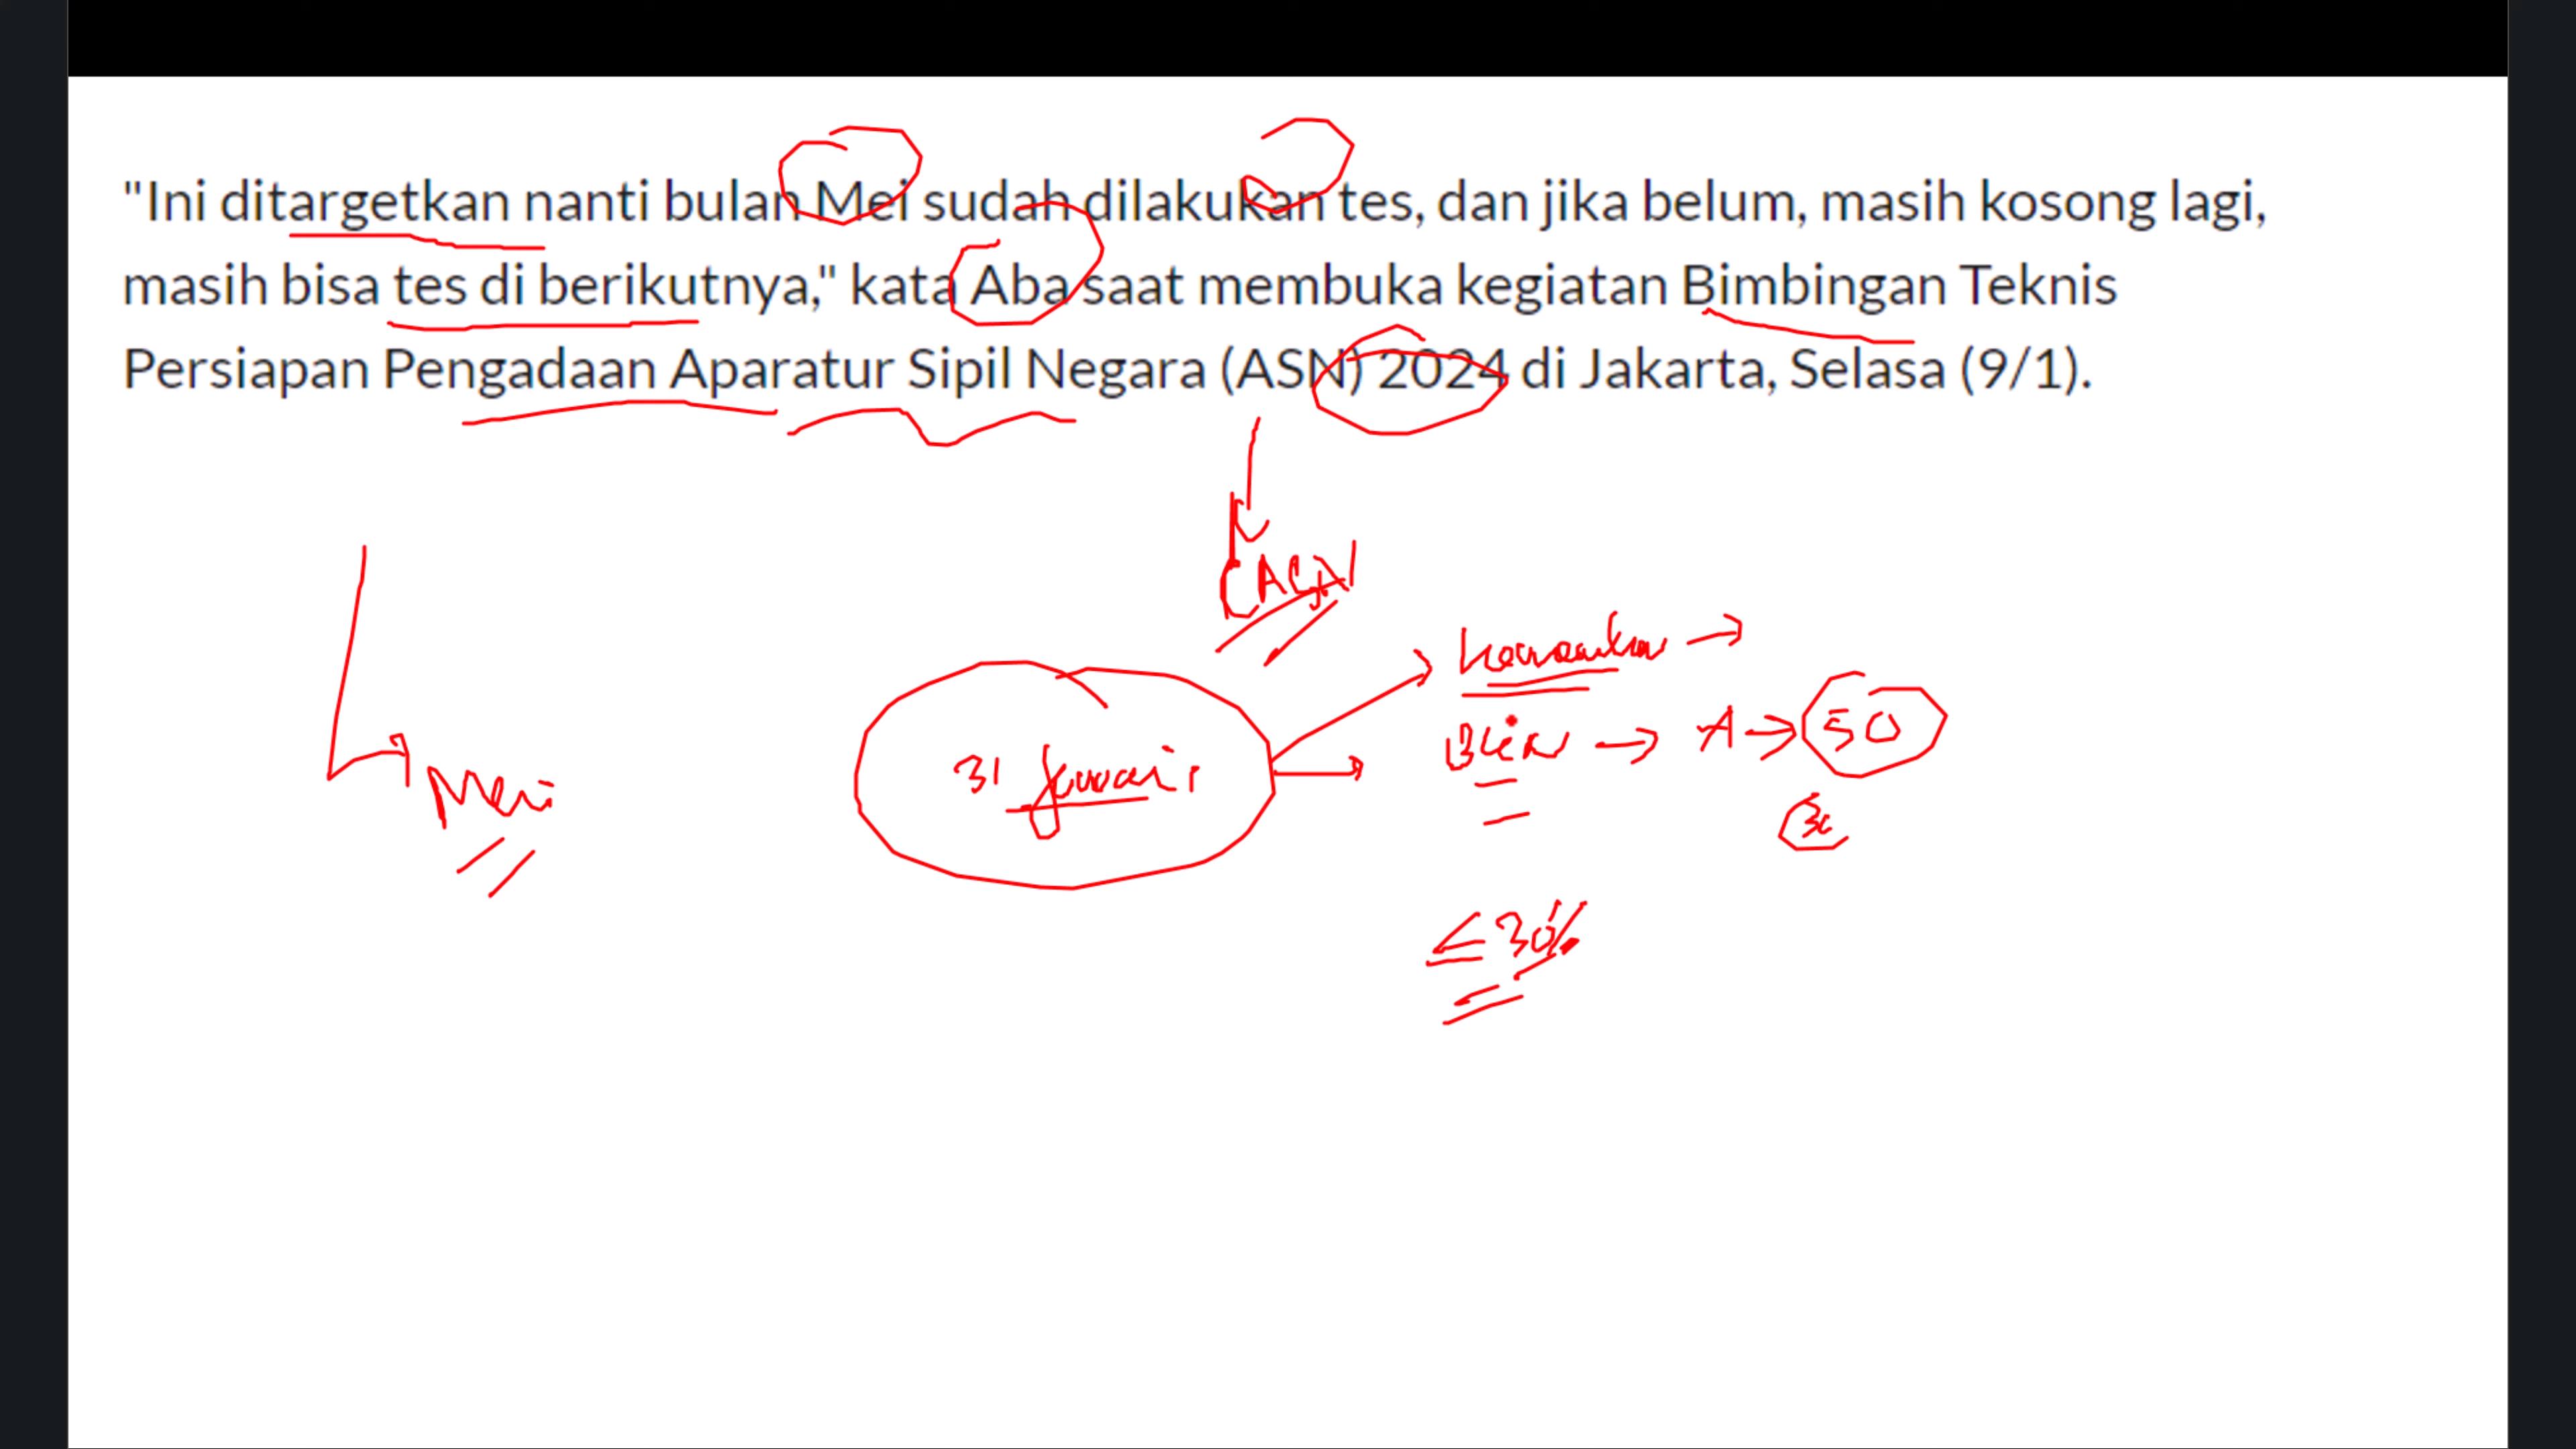 "Ini ditargetkan nanti bulan Mei sudah dilakukan tes, dan jika belum, masih kosong lagi,
masih bisa tes di berikutnya," kata Aba saat membuka kegiatan Bimbingan Teknis
Persiapan Pengadaan Aparatur Sipil Negara (ASN) 2024 di Jakarta, Selasa (9/1).
CASN
A → 50
31
Mei
≤ 30%